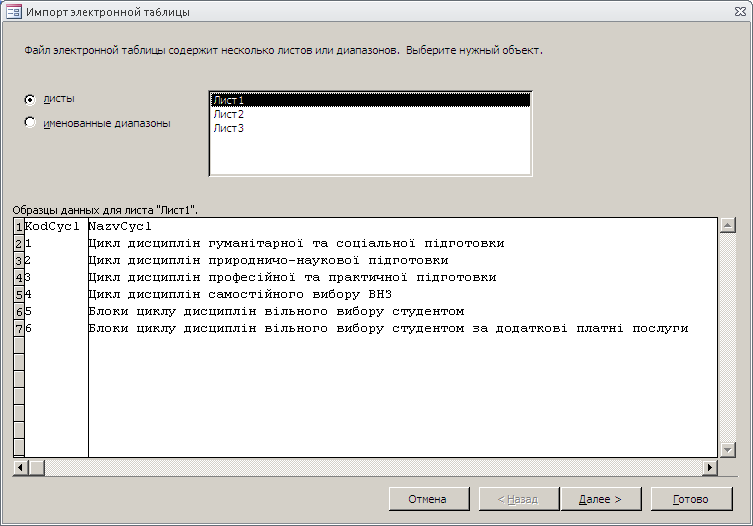 Импорт электронной таблицы
Файл электронной таблицы содержит несколько листов или диапазонов. Выберите нужный объект.
листы
именованные диапазоны
Лист1
Лист2
Лист3
Образцы данных для листа "Лист1".
1 KodCycl NazvCycl
2 1 Цикл дисциплін гуманітарної та соціальної підготовки
3 2 Цикл дисциплін природничо-наукової підготовки
4 3 Цикл дисциплін професійної та практичної підготовки
5 4 Цикл дисциплін самостійного вибору ВНЗ
6 5 Блоки циклу дисциплін вільного вибору студентом
7 6 Блоки циклу дисциплін вільного вибору студентом за додаткові платні послуги
Отмена < Назад Далее > Готово